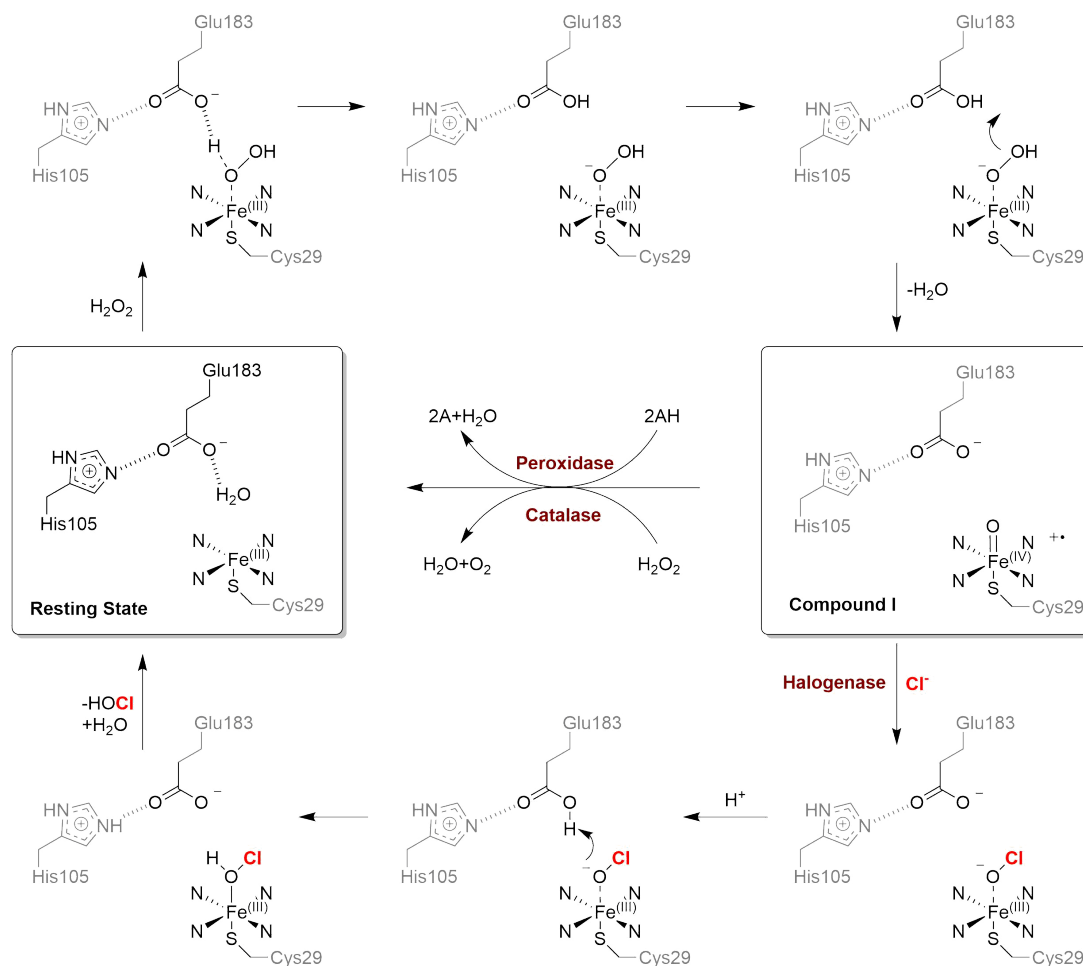 Glu183
HN
N
O
O⁻
H
OH
O
His105
N
N
Fe(III)
N
N
S
Cys29
Glu183
HN
N
O
OH
His105
⁻O
OH
N
N
Fe(III)
N
N
S
Cys29
Glu183
HN
N
O
OH
His105
⁻O
OH
N
N
Fe(III)
N
N
S
Cys29
H₂O₂
-H₂O
Glu183
HN
N
O
O⁻
H₂O
His105
N
N
Fe(III)
N
N
S
Cys29
Resting State
2A+H₂O
2AH
Peroxidase
Catalase
H₂O+O₂
H₂O₂
Glu183
HN
N
O
O⁻
His105
O
N
N
Fe(IV)
+•
N
N
S
Cys29
Compound I
-HOCl
+H₂O
Halogenase
Cl⁻
Glu183
HN
NH
O
O⁻
His105
H
Cl
O
N
N
Fe(III)
N
N
S
Cys29
Glu183
HN
N
O
O
H
His105
⁻O
Cl
N
N
Fe(III)
N
N
S
Cys29
H⁺
Glu183
HN
N
O
O⁻
His105
⁻O
Cl
N
N
Fe(III)
N
N
S
Cys29